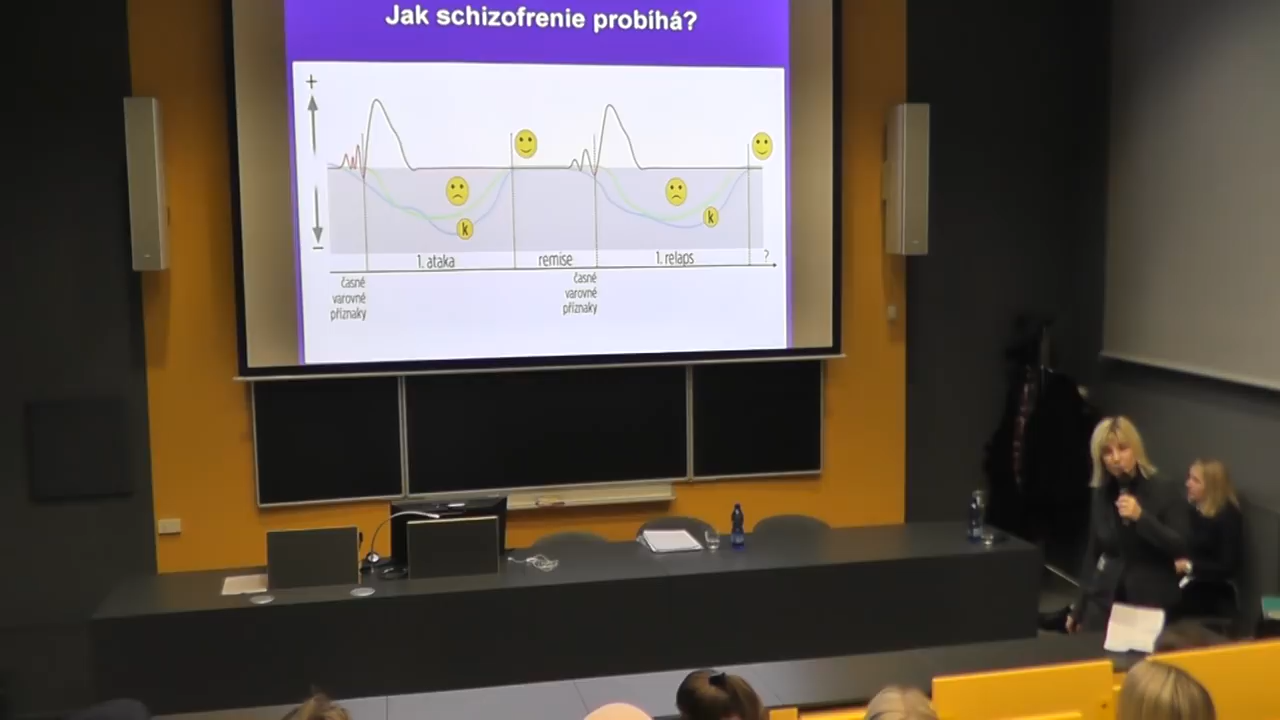 Jak schizofrenie probíhá?
+
k
k
–
1. ataka
remise
1. relaps
?
časné
varovné
příznaky
časné
varovné
příznaky